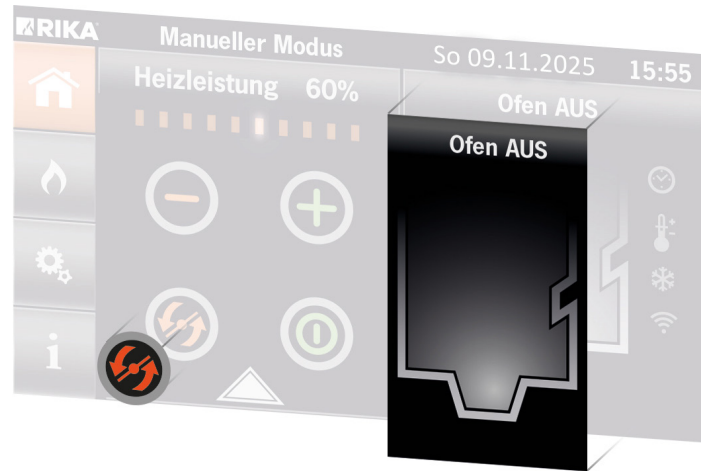 RIKA
Manueller Modus
So 09.11.2025
15:55
Heizleistung 60%
Ofen AUS
Ofen AUS